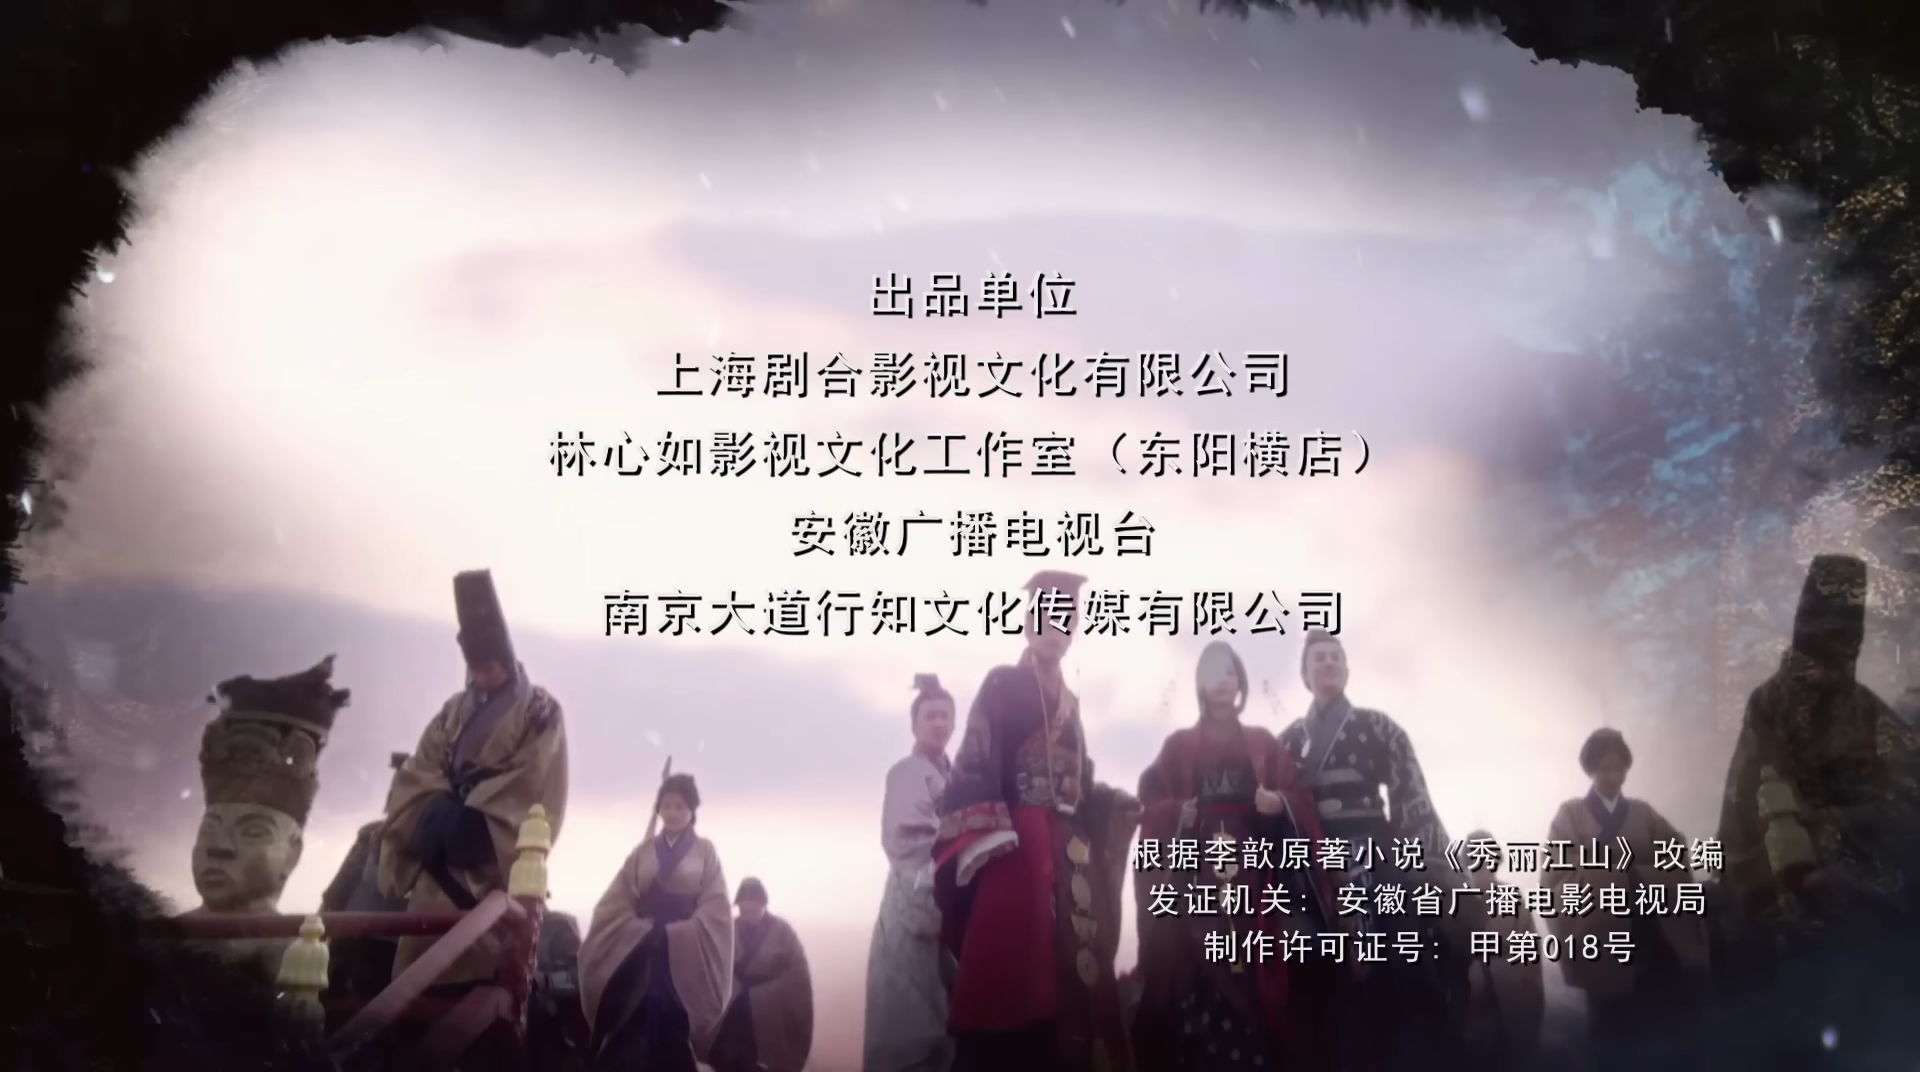 出品单位
上海剧合影视文化有限公司
林心如影视文化工作室（东阳横店）
安徽广播电视台
南京大道行知文化传媒有限公司
根据李歆原著小说《秀丽江山》改编
发证机关：安徽省广播电影电视局
制作许可证号：甲第018号